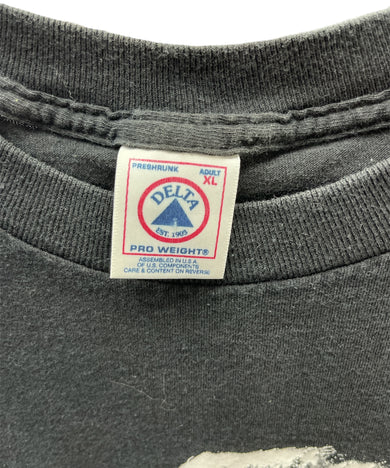 PRESHRUNK ADULT
XL
DELTA
EST. 1903
PRO WEIGHT®
ASSEMBLED IN U.S.A.
OF U.S. COMPONENTS
CARE & CONTENT ON REVERSE